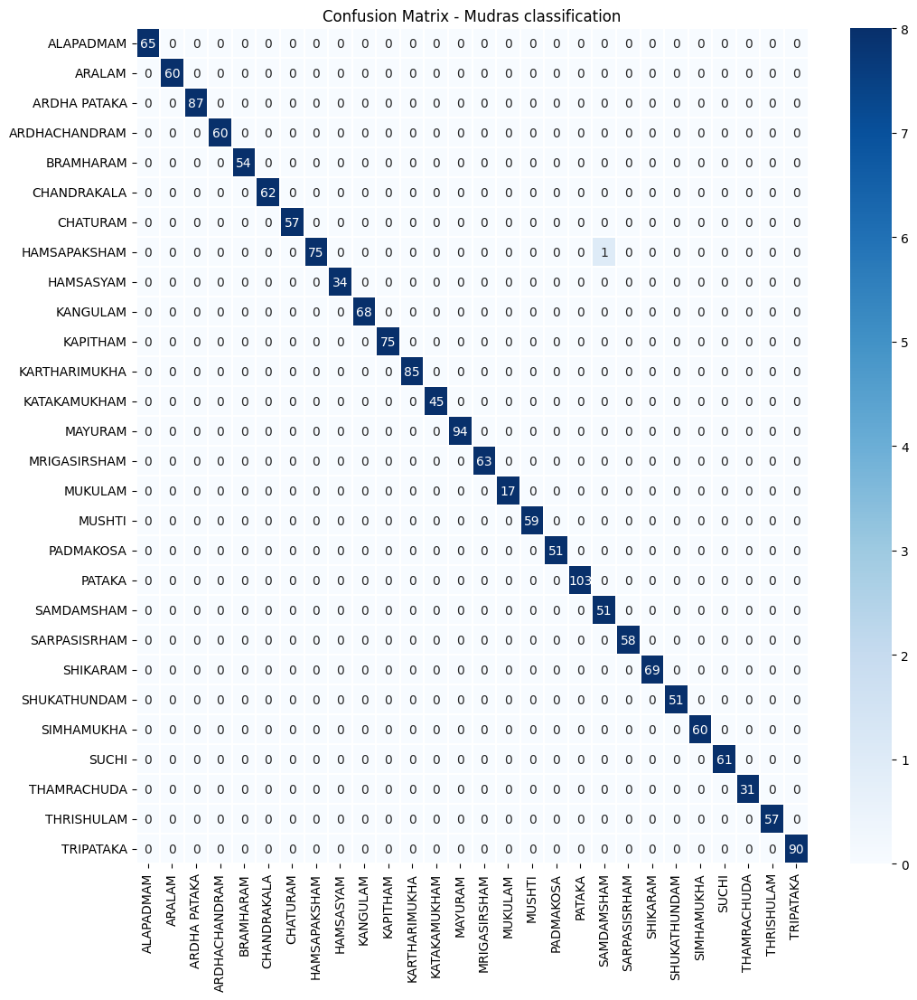 Confusion Matrix - Mudras classification
ALAPADMAM 65 0 0 0 0 0 0 0 0 0 0 0 0 0 0 0 0 0 0 0 0 0 0 0 0 0 0 0
ARALAM 0 60 0 0 0 0 0 0 0 0 0 0 0 0 0 0 0 0 0 0 0 0 0 0 0 0 0 0
ARDHA PATAKA 0 0 87 0 0 0 0 0 0 0 0 0 0 0 0 0 0 0 0 0 0 0 0 0 0 0 0 0
ARDHACHANDRAM 0 0 0 60 0 0 0 0 0 0 0 0 0 0 0 0 0 0 0 0 0 0 0 0 0 0 0 0
BRAMHARAM 0 0 0 0 54 0 0 0 0 0 0 0 0 0 0 0 0 0 0 0 0 0 0 0 0 0 0 0
CHANDRAKALA 0 0 0 0 0 62 0 0 0 0 0 0 0 0 0 0 0 0 0 0 0 0 0 0 0 0 0 0
CHATURAM 0 0 0 0 0 0 57 0 0 0 0 0 0 0 0 0 0 0 0 0 0 0 0 0 0 0 0 0
HAMSAPAKSHAM 0 0 0 0 0 0 0 75 0 0 0 0 0 0 0 0 0 0 0 1 0 0 0 0 0 0 0 0
HAMSASYAM 0 0 0 0 0 0 0 0 34 0 0 0 0 0 0 0 0 0 0 0 0 0 0 0 0 0 0 0
KANGULAM 0 0 0 0 0 0 0 0 0 68 0 0 0 0 0 0 0 0 0 0 0 0 0 0 0 0 0 0
KAPITHAM 0 0 0 0 0 0 0 0 0 0 75 0 0 0 0 0 0 0 0 0 0 0 0 0 0 0 0 0
KARTHARIMUKHA 0 0 0 0 0 0 0 0 0 0 0 85 0 0 0 0 0 0 0 0 0 0 0 0 0 0 0 0
KATAKAMUKHAM 0 0 0 0 0 0 0 0 0 0 0 0 45 0 0 0 0 0 0 0 0 0 0 0 0 0 0 0
MAYURAM 0 0 0 0 0 0 0 0 0 0 0 0 0 94 0 0 0 0 0 0 0 0 0 0 0 0 0 0
MRIGASIRSHAM 0 0 0 0 0 0 0 0 0 0 0 0 0 0 63 0 0 0 0 0 0 0 0 0 0 0 0 0
MUKULAM 0 0 0 0 0 0 0 0 0 0 0 0 0 0 0 17 0 0 0 0 0 0 0 0 0 0 0 0
MUSHTI 0 0 0 0 0 0 0 0 0 0 0 0 0 0 0 0 59 0 0 0 0 0 0 0 0 0 0 0
PADMAKOSA 0 0 0 0 0 0 0 0 0 0 0 0 0 0 0 0 0 51 0 0 0 0 0 0 0 0 0 0
PATAKA 0 0 0 0 0 0 0 0 0 0 0 0 0 0 0 0 0 0 103 0 0 0 0 0 0 0 0 0
SAMDAMSHAM 0 0 0 0 0 0 0 0 0 0 0 0 0 0 0 0 0 0 0 51 0 0 0 0 0 0 0 0
SARPASISRHAM 0 0 0 0 0 0 0 0 0 0 0 0 0 0 0 0 0 0 0 0 58 0 0 0 0 0 0 0
SHIKARAM 0 0 0 0 0 0 0 0 0 0 0 0 0 0 0 0 0 0 0 0 0 69 0 0 0 0 0 0
SHUKATHUNDAM 0 0 0 0 0 0 0 0 0 0 0 0 0 0 0 0 0 0 0 0 0 0 51 0 0 0 0 0
SIMHAMUKHA 0 0 0 0 0 0 0 0 0 0 0 0 0 0 0 0 0 0 0 0 0 0 0 60 0 0 0 0
SUCHI 0 0 0 0 0 0 0 0 0 0 0 0 0 0 0 0 0 0 0 0 0 0 0 0 61 0 0 0
THAMRACHUDA 0 0 0 0 0 0 0 0 0 0 0 0 0 0 0 0 0 0 0 0 0 0 0 0 0 31 0 0
THRISHULAM 0 0 0 0 0 0 0 0 0 0 0 0 0 0 0 0 0 0 0 0 0 0 0 0 0 0 57 0
TRIPATAKA 0 0 0 0 0 0 0 0 0 0 0 0 0 0 0 0 0 0 0 0 0 0 0 0 0 0 0 90
ALAPADMAM
ARALAM
ARDHA PATAKA
ARDHACHANDRAM
BRAMHARAM
CHANDRAKALA
CHATURAM
HAMSAPAKSHAM
HAMSASYAM
KANGULAM
KAPITHAM
KARTHARIMUKHA
KATAKAMUKHAM
MAYURAM
MRIGASIRSHAM
MUKULAM
MUSHTI
PADMAKOSA
PATAKA
SAMDAMSHAM
SARPASISRHAM
SHIKARAM
SHUKATHUNDAM
SIMHAMUKHA
SUCHI
THAMRACHUDA
THRISHULAM
TRIPATAKA
8
7
6
5
4
3
2
1
0